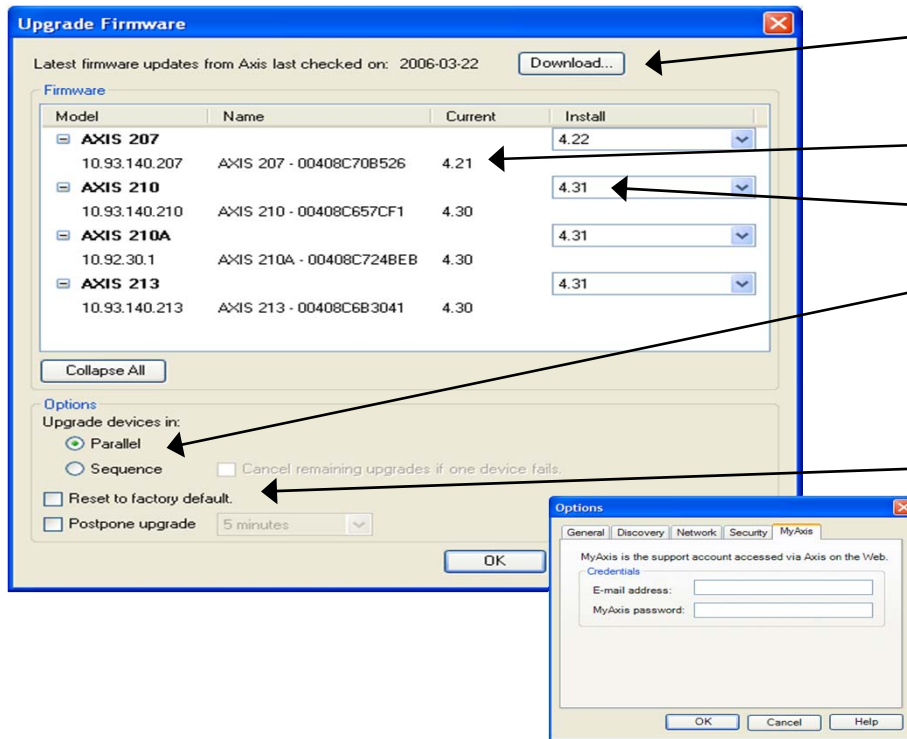 Upgrade Firmware
Latest firmware updates from Axis last checked on: 2006-03-22 Download...
Firmware
Model Name Current Install
AXIS 207 4.22
10.93.140.207 AXIS 207 - 00408C70B526 4.21
AXIS 210 4.31
10.93.140.210 AXIS 210 - 00408C657CF1 4.30
AXIS 210A 4.31
10.92.30.1 AXIS 210A - 00408C724BEB 4.30
AXIS 213 4.31
10.93.140.213 AXIS 213 - 00408C6B3041 4.30
Collapse All
Options
Upgrade devices in:
Parallel
Sequence Cancel remaining upgrades if one device fails.
Reset to factory default.
Postpone upgrade 5 minutes
OK
Options
General Discovery Network Security MyAxis
MyAxis is the support account accessed via Axis on the Web.
Credentials
E-mail address:
MyAxis password:
OK Cancel Help